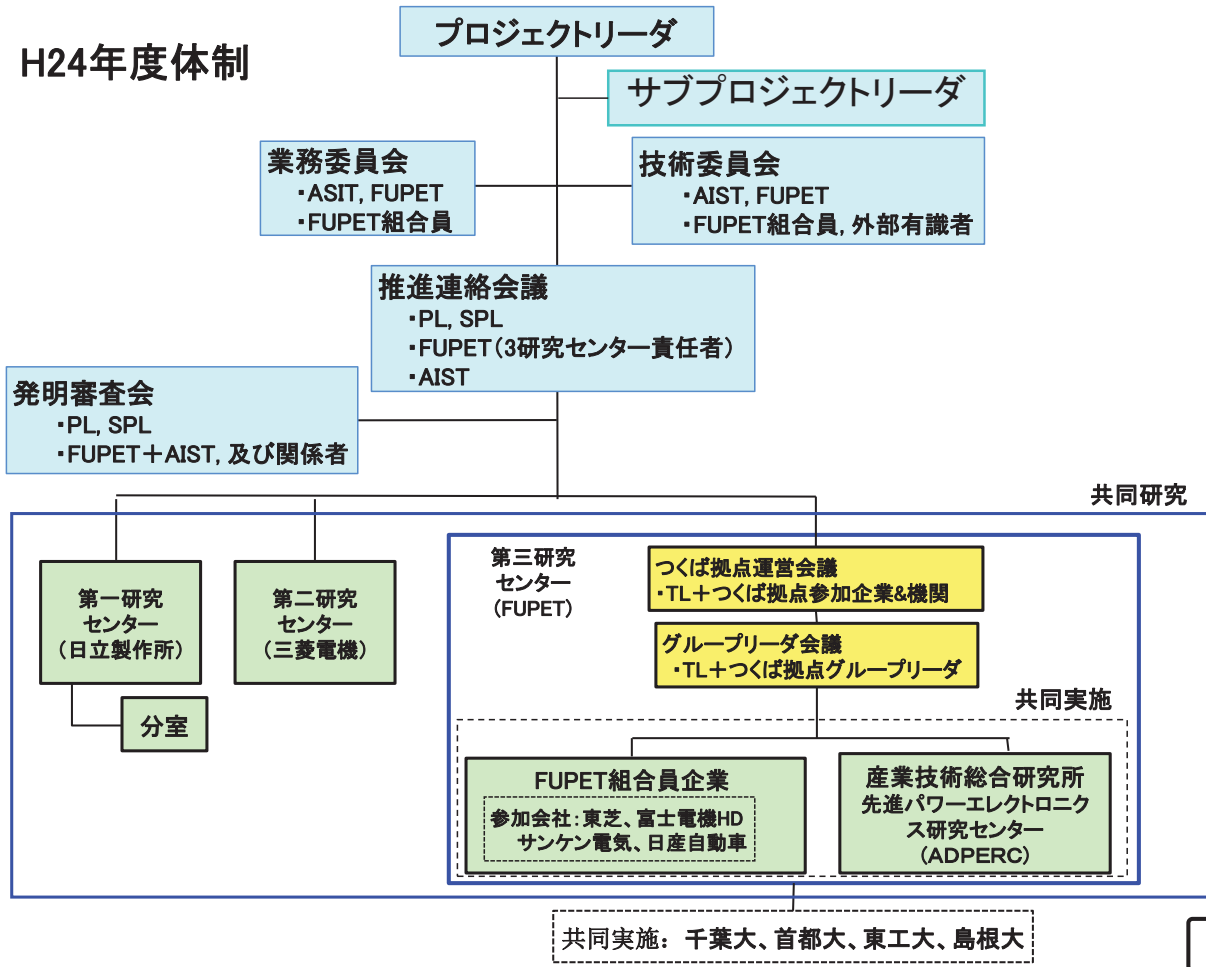 H24年度体制
プロジェクトリーダ
サブプロジェクトリーダ
業務委員会
・ASIT, FUPET
・FUPET組合員
技術委員会
・AIST, FUPET
・FUPET組合員, 外部有識者
推進連絡会議
・PL, SPL
・FUPET(3研究センター責任者)
・AIST
発明審査会
・PL, SPL
・FUPET＋AIST, 及び関係者
共同研究
第一研究
センター
(日立製作所)
分室
第二研究
センター
(三菱電機)
第三研究
センター
(FUPET)
つくば拠点運営会議
・TL＋つくば拠点参加企業&機関
グループリーダ会議
・TL＋つくば拠点グループリーダ
共同実施
FUPET組合員企業
参加会社：東芝、富士電機HD
サンケン電気、日産自動車
産業技術総合研究所
先進パワーエレクトロニク
ス研究センター
(ADPERC)
共同実施：千葉大、首都大、東工大、島根大